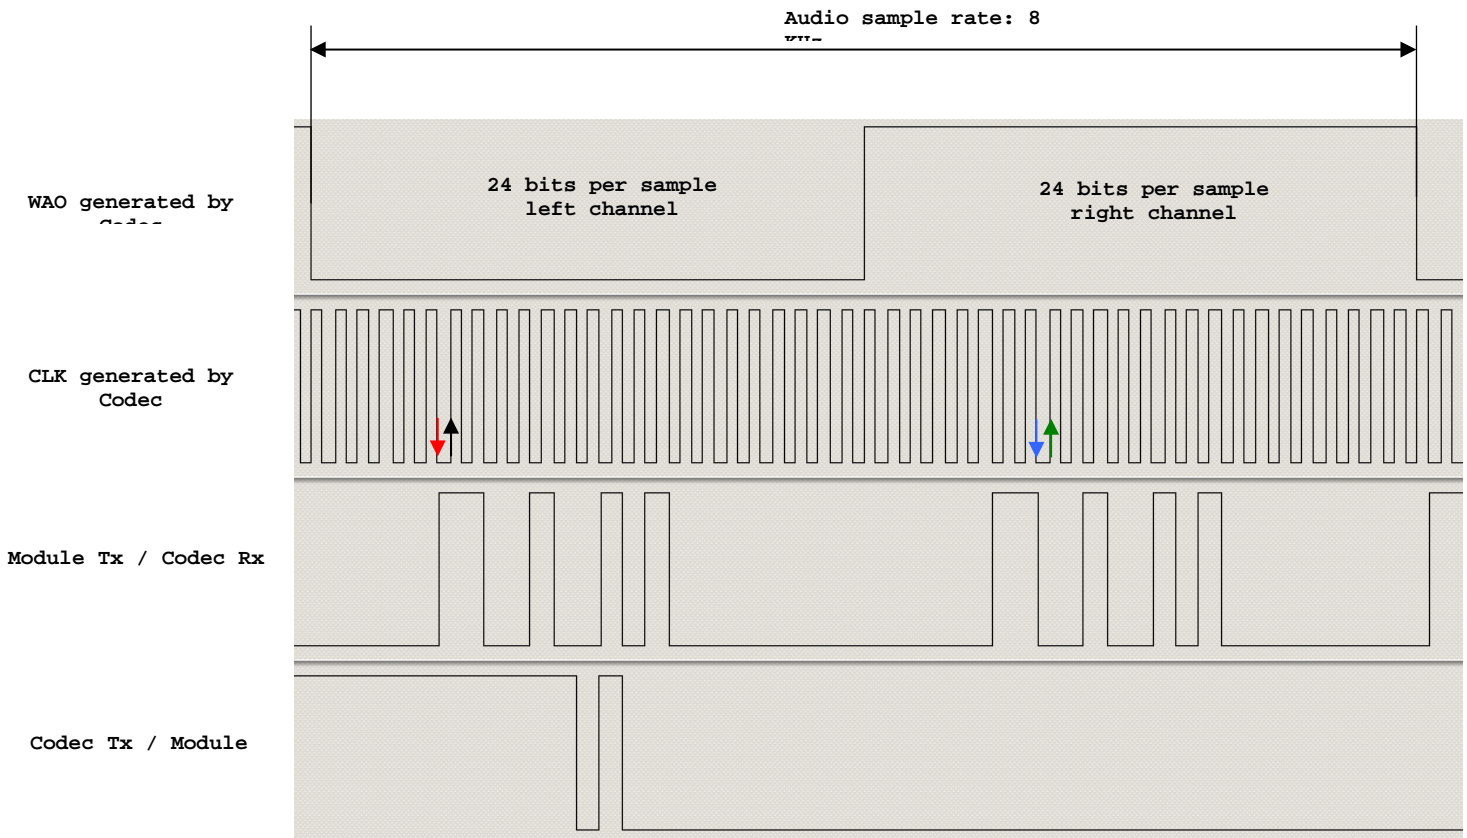 Audio sample rate: 8
WAO generated by
24 bits per sample
left channel
24 bits per sample
right channel
CLK generated by
Codec
Module Tx / Codec Rx
Codec Tx / Module